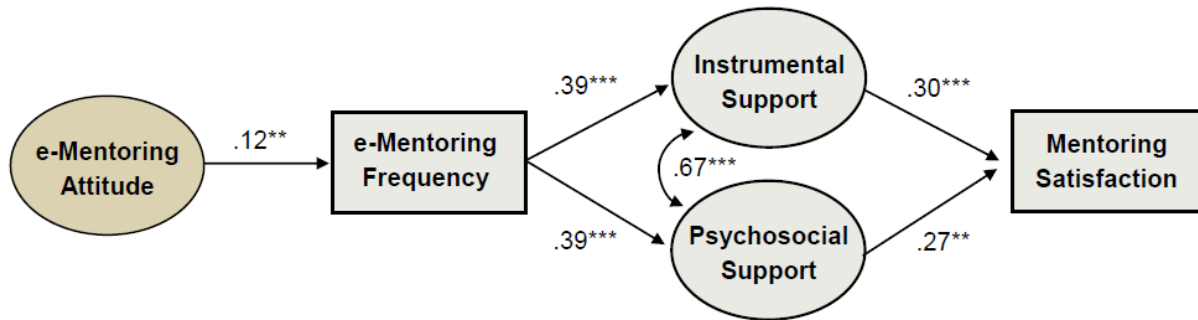 Instrumental
Support
.39***
.30***
e-Mentoring
Attitude
.12**
e-Mentoring
Frequency
.67***
Mentoring
Satisfaction
.39***
Psychosocial
Support
.27**